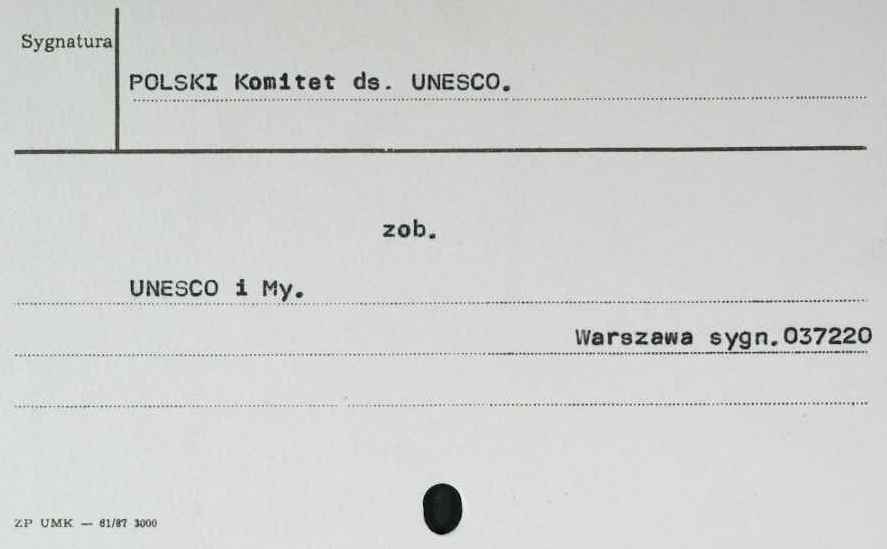 Sygnatura
POLSKI Komitet ds. UNESCO.
zob.
UNESCO i My.
Warszawa sygn.037220
ZP UMK — 61/87 3000